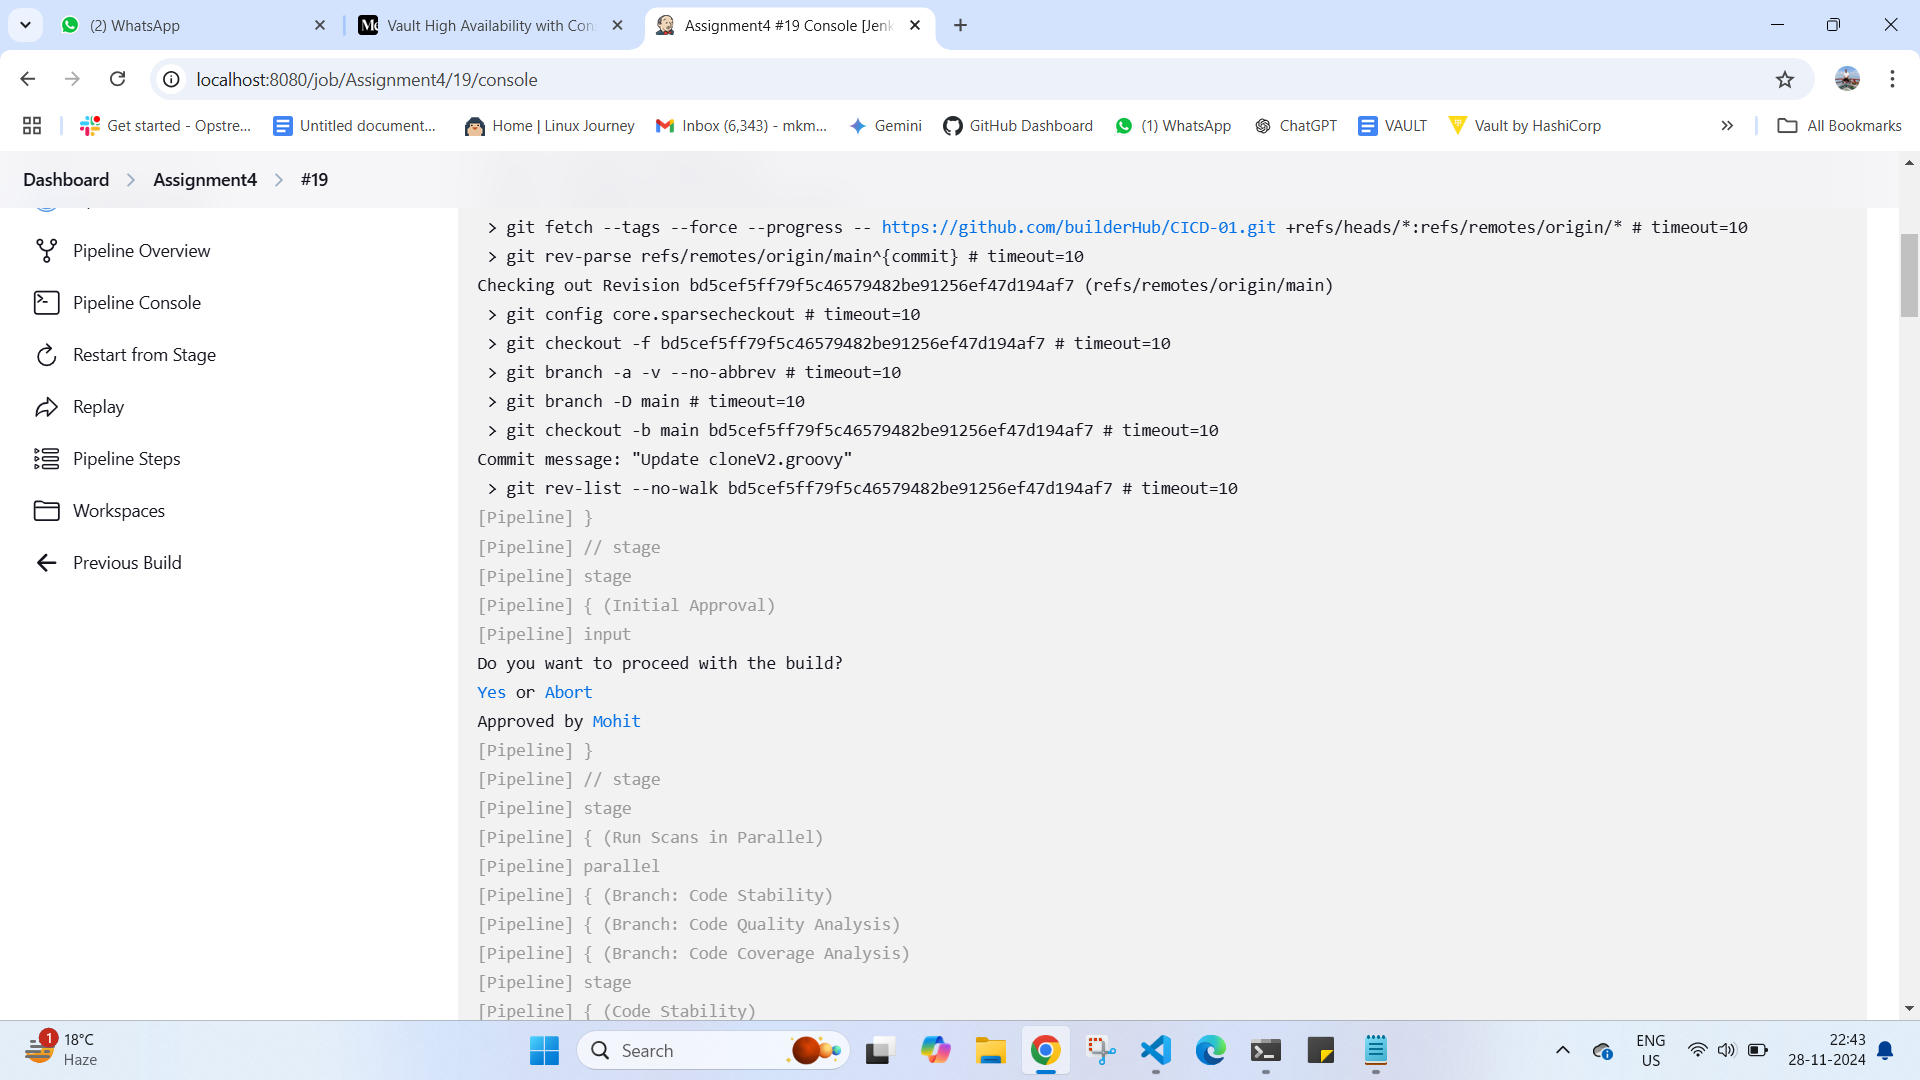 (2) WhatsApp
Vault High Availability with Con
Assignment4 #19 Console [Jenk
localhost:8080/job/Assignment4/19/console
Get started - Opstre...
Untitled document...
Home | Linux Journey
Inbox (6,343) - mkm...
Gemini
GitHub Dashboard
(1) WhatsApp
ChatGPT
VAULT
Vault by HashiCorp
All Bookmarks
Dashboard
Assignment4
#19
Pipeline Overview
Pipeline Console
Restart from Stage
Replay
Pipeline Steps
Workspaces
Previous Build
> git fetch --tags --force --progress -- https://github.com/builderHub/CICD-01.git +refs/heads/*:refs/remotes/origin/* # timeout=10
> git rev-parse refs/remotes/origin/main^{commit} # timeout=10
Checking out Revision bd5cef5ff79f5c46579482be91256ef47d194af7 (refs/remotes/origin/main)
> git config core.sparsecheckout # timeout=10
> git checkout -f bd5cef5ff79f5c46579482be91256ef47d194af7 # timeout=10
> git branch -a -v --no-abbrev # timeout=10
> git branch -D main # timeout=10
> git checkout -b main bd5cef5ff79f5c46579482be91256ef47d194af7 # timeout=10
Commit message: "Update cloneV2.groovy"
> git rev-list --no-walk bd5cef5ff79f5c46579482be91256ef47d194af7 # timeout=10
[Pipeline] }
[Pipeline] // stage
[Pipeline] stage
[Pipeline] { (Initial Approval)
[Pipeline] input
Do you want to proceed with the build?
Yes or Abort
Approved by Mohit
[Pipeline] }
[Pipeline] // stage
[Pipeline] stage
[Pipeline] { (Run Scans in Parallel)
[Pipeline] parallel
[Pipeline] { (Branch: Code Stability)
[Pipeline] { (Branch: Code Quality Analysis)
[Pipeline] { (Branch: Code Coverage Analysis)
[Pipeline] stage
[Pipeline] { (Code Stability)
1
18°C
Haze
Search
ENG
US
22:43
28-11-2024